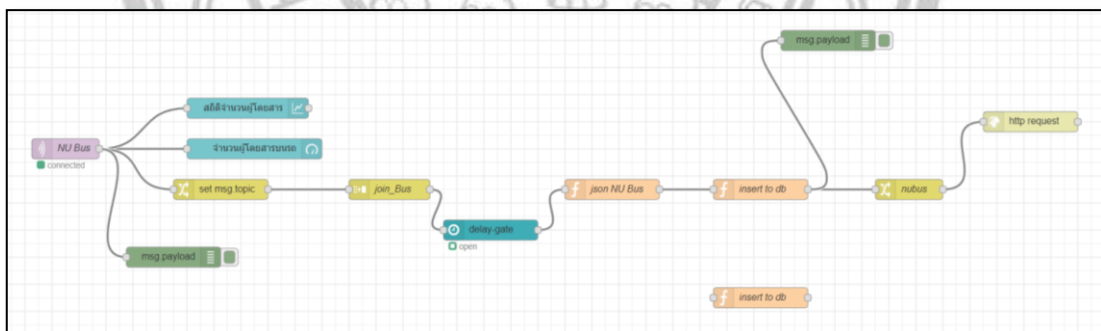 msg.payload
สถิติจำนวนผู้โดยสาร
http request
NU Bus
จำนวนผู้โดยสารบนรถ
connected
set msg.topic
join_Bus
json NU Bus
insert to db
nubus
delay-gate
open
msg.payload
insert to db